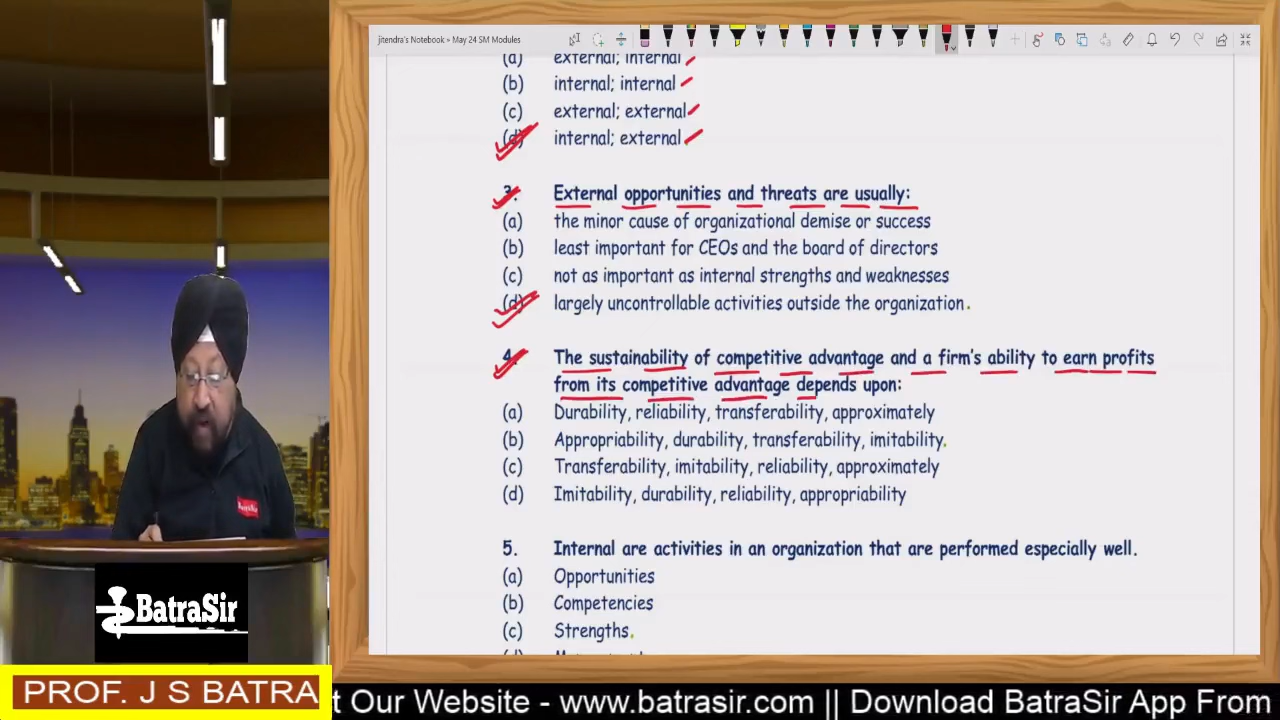 jitendra's Notebook » May 24 SM Modules
(a) external; internal
(b) internal; internal
(c) external; external
(d) internal; external
3. External opportunities and threats are usually:
(a) the minor cause of organizational demise or success
(b) least important for CEOs and the board of directors
(c) not as important as internal strengths and weaknesses
(d) largely uncontrollable activities outside the organization.
4. The sustainability of competitive advantage and a firm's ability to earn profits
from its competitive advantage depends upon:
(a) Durability, reliability, transferability, approximately
(b) Appropriability, durability, transferability, imitability.
(c) Transferability, imitability, reliability, approximately
(d) Imitability, durability, reliability, appropriability
5. Internal are activities in an organization that are performed especially well.
(a) Opportunities
(b) Competencies
(c) Strengths.
BatraSir
PROF. J S BATRA
t Our Website - www.batrasir.com || Download BatraSir App From